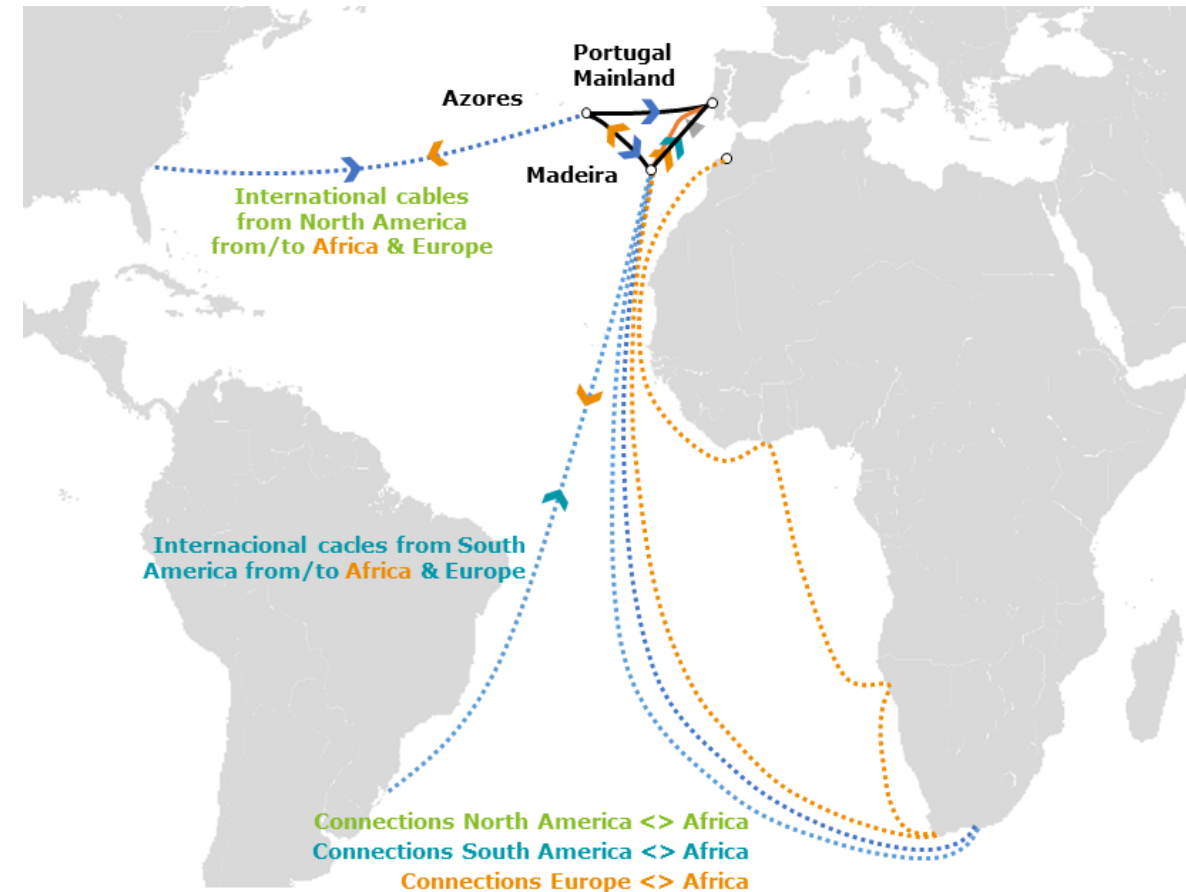 Portugal
Mainland
Azores
Madeira
International cables
from North America
from/to Africa & Europe
Internacional cacles from South
America from/to Africa & Europe
Connections North America <> Africa
Connections South America <> Africa
Connections Europe <> Africa